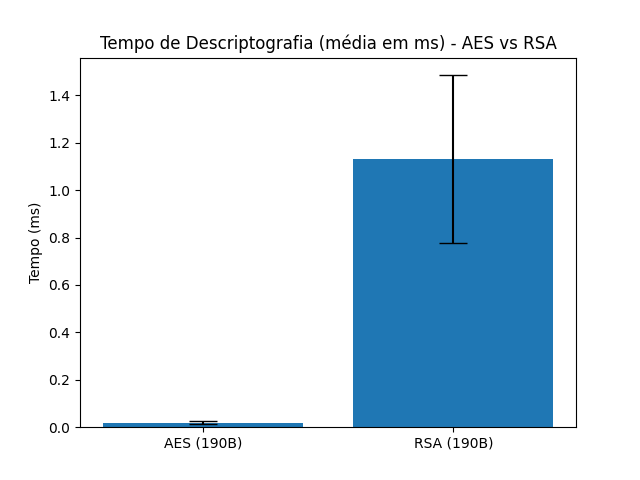 Tempo de Descriptografia (média em ms) - AES vs RSA
Tempo (ms)
1.4
1.2
1.0
0.8
0.6
0.4
0.2
0.0
AES (190B)
RSA (190B)